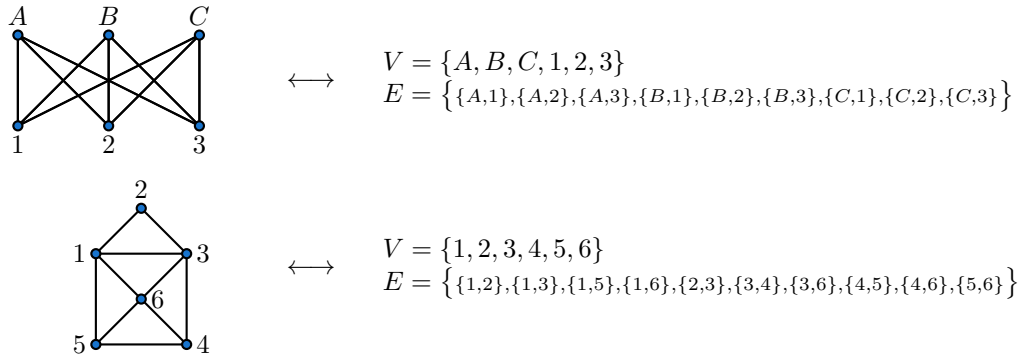 A B C
1 2 3
⟷
V = {A, B, C, 1, 2, 3}
E = {{A,1},{A,2},{A,3},{B,1},{B,2},{B,3},{C,1},{C,2},{C,3}}
2
1 3
6
5 4
⟷
V = {1, 2, 3, 4, 5, 6}
E = {{1,2},{1,3},{1,5},{1,6},{2,3},{3,4},{3,6},{4,5},{4,6},{5,6}}